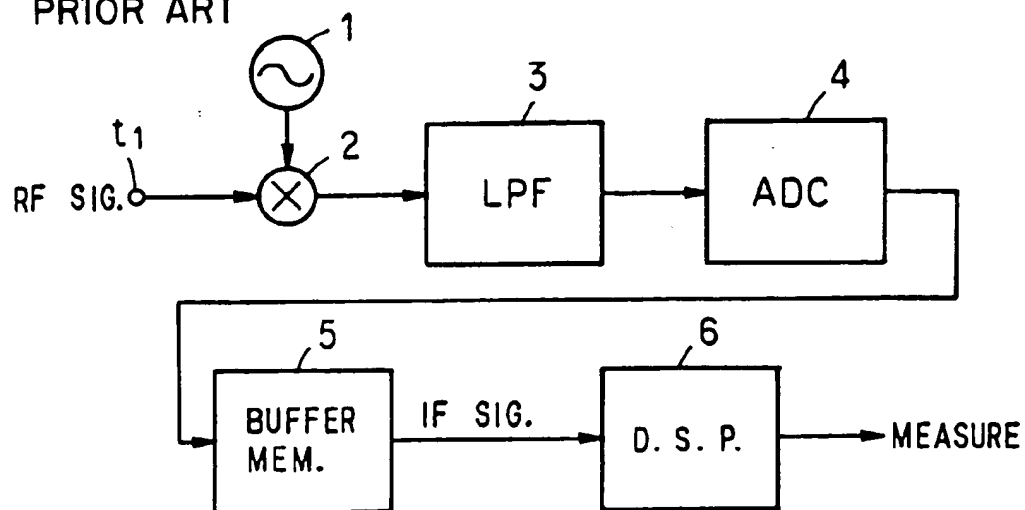 PRIOR ART
1
t1
2
3
4
RF SIG.
LPF
ADC
5
6
BUFFER
MEM.
IF SIG.
D. S. P.
MEASURE